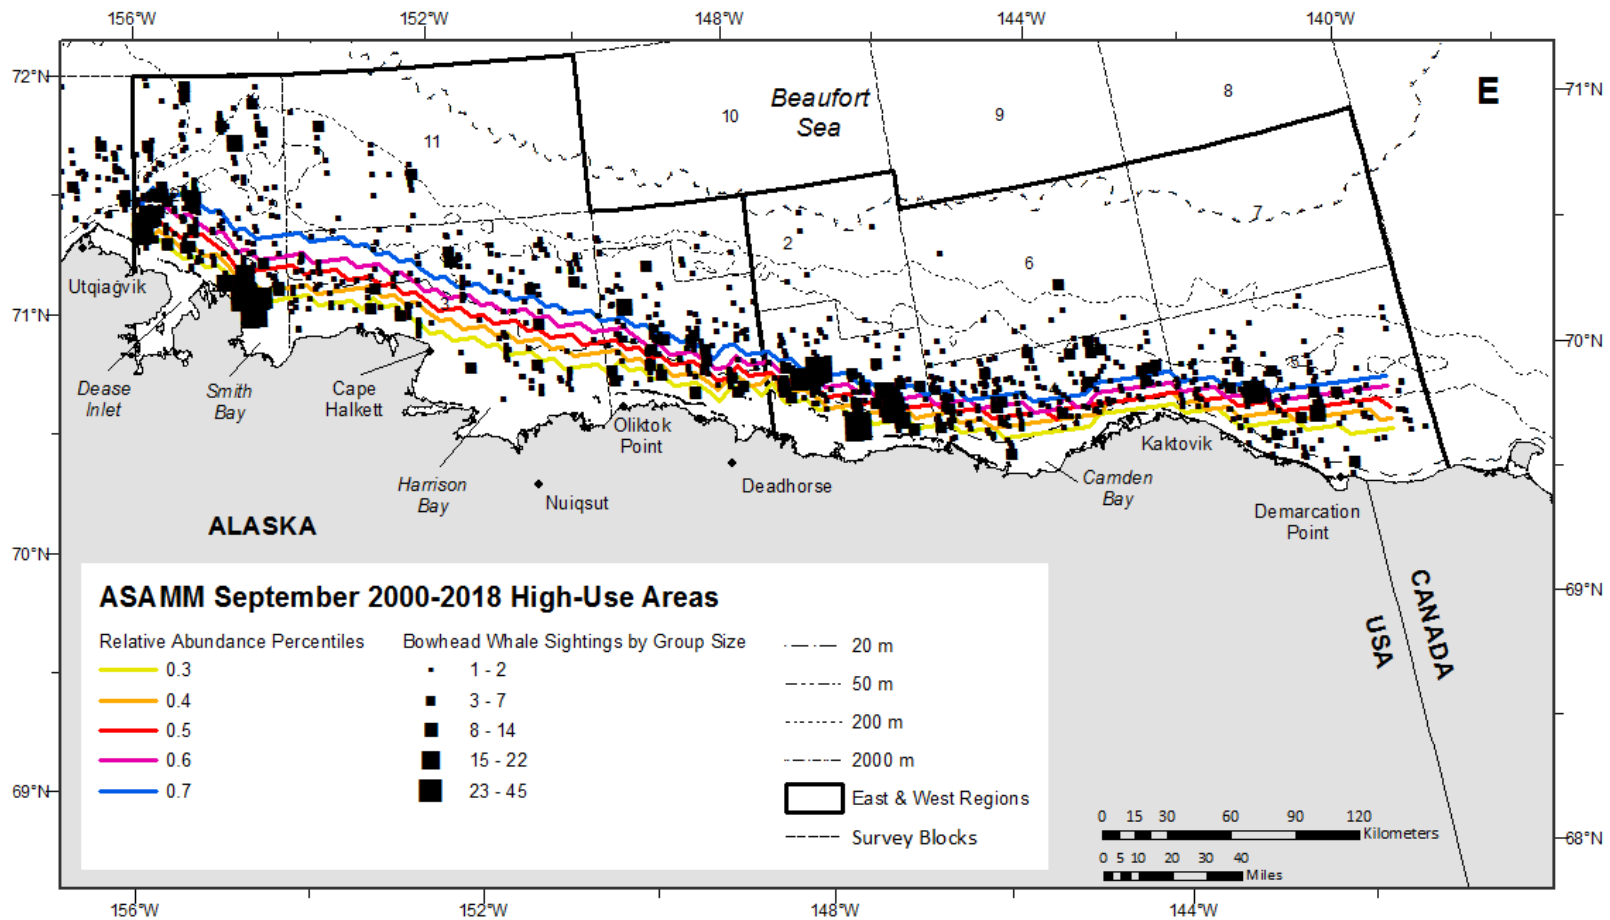 156°W 152°W 148°W 144°W 140°W
72°N
71°N
70°N
69°N
71°N
70°N
69°N
68°N
E
8
10
Beaufort
Sea
9
11
7
2
6
5
4
Utqiaġvik
Dease
Inlet
Smith
Bay
Cape
Halkett
Harrison
Bay
Oliktok
Point
Nuiqsut
Deadhorse
Kaktovik
Camden
Bay
Demarcation
Point
ALASKA
CANADA
USA
ASAMM September 2000-2018 High-Use Areas
Relative Abundance Percentiles
0.3
0.4
0.5
0.6
0.7
Bowhead Whale Sightings by Group Size
1 - 2
3 - 7
8 - 14
15 - 22
23 - 45
20 m
50 m
200 m
2000 m
East & West Regions
Survey Blocks
0 15 30 60 90 120
Kilometers
0 5 10 20 30 40
Miles
156°W 152°W 148°W 144°W